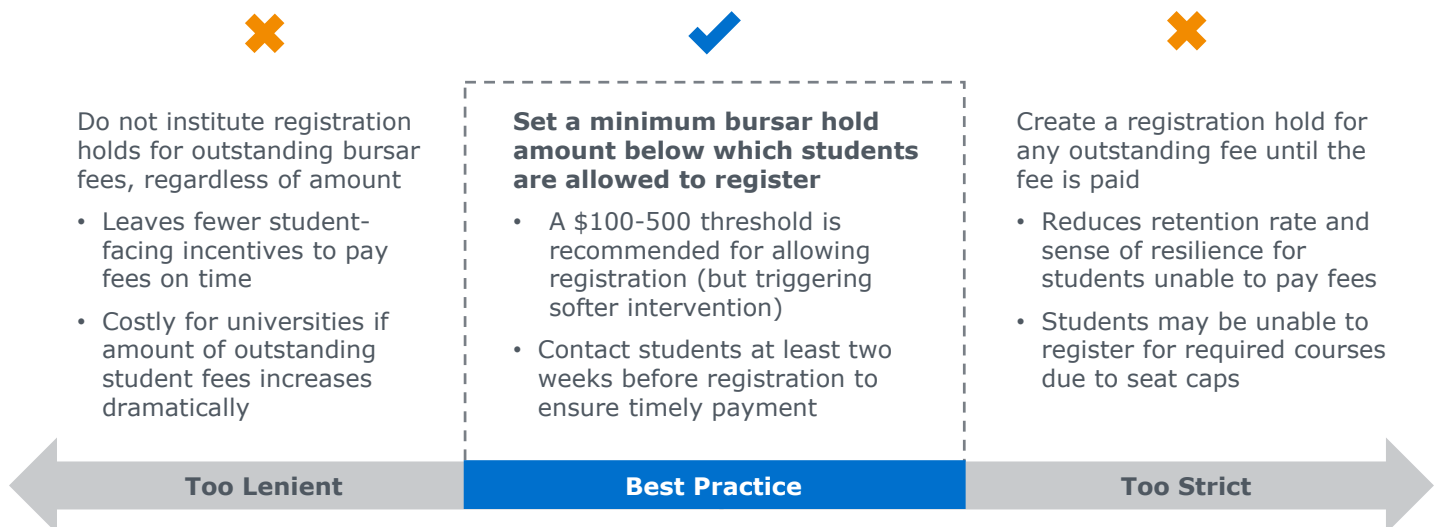 Do not institute registration
holds for outstanding bursar
fees, regardless of amount
• Leaves fewer student-
facing incentives to pay
fees on time
• Costly for universities if
amount of outstanding
student fees increases
dramatically
Set a minimum bursar hold
amount below which students
are allowed to register
• A $100-500 threshold is
recommended for allowing
registration (but triggering
softer intervention)
• Contact students at least two
weeks before registration to
ensure timely payment
Create a registration hold for
any outstanding fee until the
fee is paid
• Reduces retention rate and
sense of resilience for
students unable to pay fees
• Students may be unable to
register for required courses
due to seat caps
Too Lenient
Best Practice
Too Strict